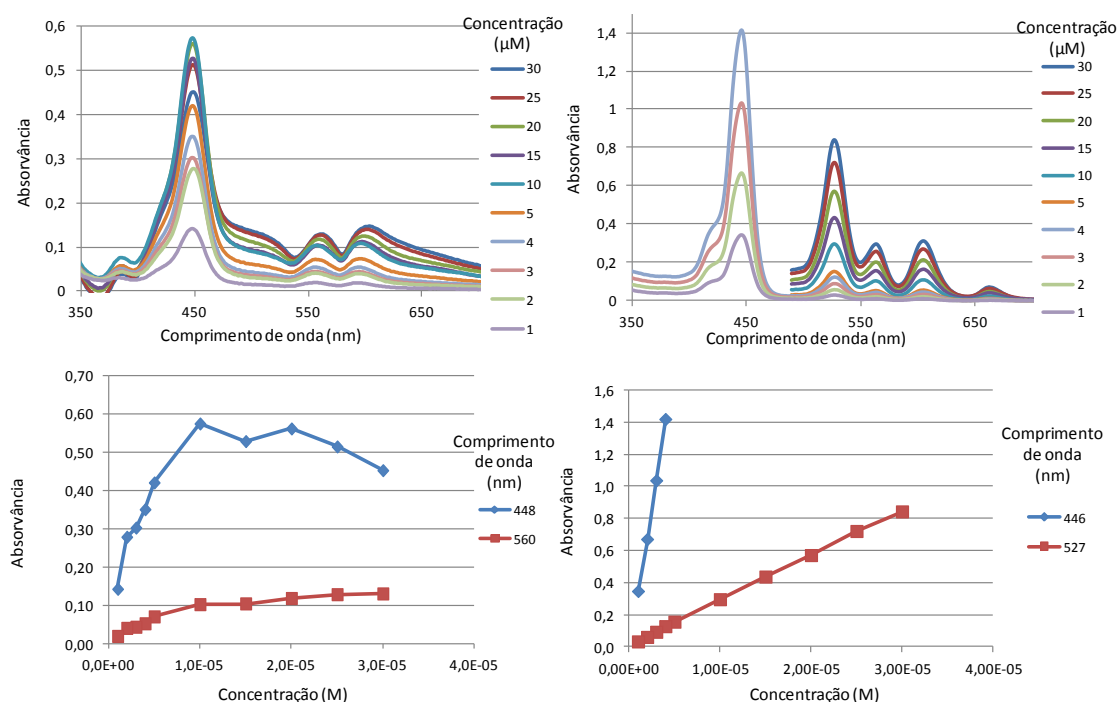 0,6
0,5
0,4
0,3
0,2
0,1
0
350
450
550
650
Absorvância
Comprimento de onda (nm)
Concentração
(µM)
30
25
20
15
10
5
4
3
2
1
1,4
1,2
1
0,8
0,6
0,4
0,2
0
350
450
550
650
Absorvância
Comprimento de onda (nm)
Concentração
(µM)
30
25
20
15
10
5
4
3
2
1
0,70
0,60
0,50
0,40
0,30
0,20
0,10
0,00
0,0E+00
1,0E-05
2,0E-05
3,0E-05
4,0E-05
Absorvância
Concentração (M)
Comprimento
de onda
(nm)
448
560
1,6
1,4
1,2
1,0
0,8
0,6
0,4
0,2
0,0
0,00E+00
1,00E-05
2,00E-05
3,00E-05
4,00E-05
Absorvância
Concentração (M)
Comprimento
de onda
(nm)
446
527